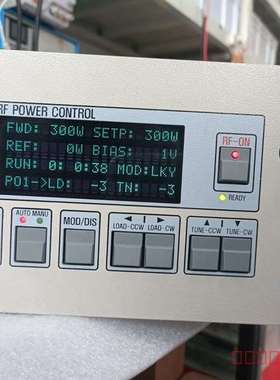 RF POWER CONTROL
FWD: 300W SETP: 300W
REF: 0W BIAS: 1V
RUN: 0: 0:38 MOD:LKY
PO1->LD: -3 TN: -3
RF-ON
READY
AUTO MANU
MOD/DIS
LOAD-CCW LOAD-CW
TUNE-CCW TUNE-CW